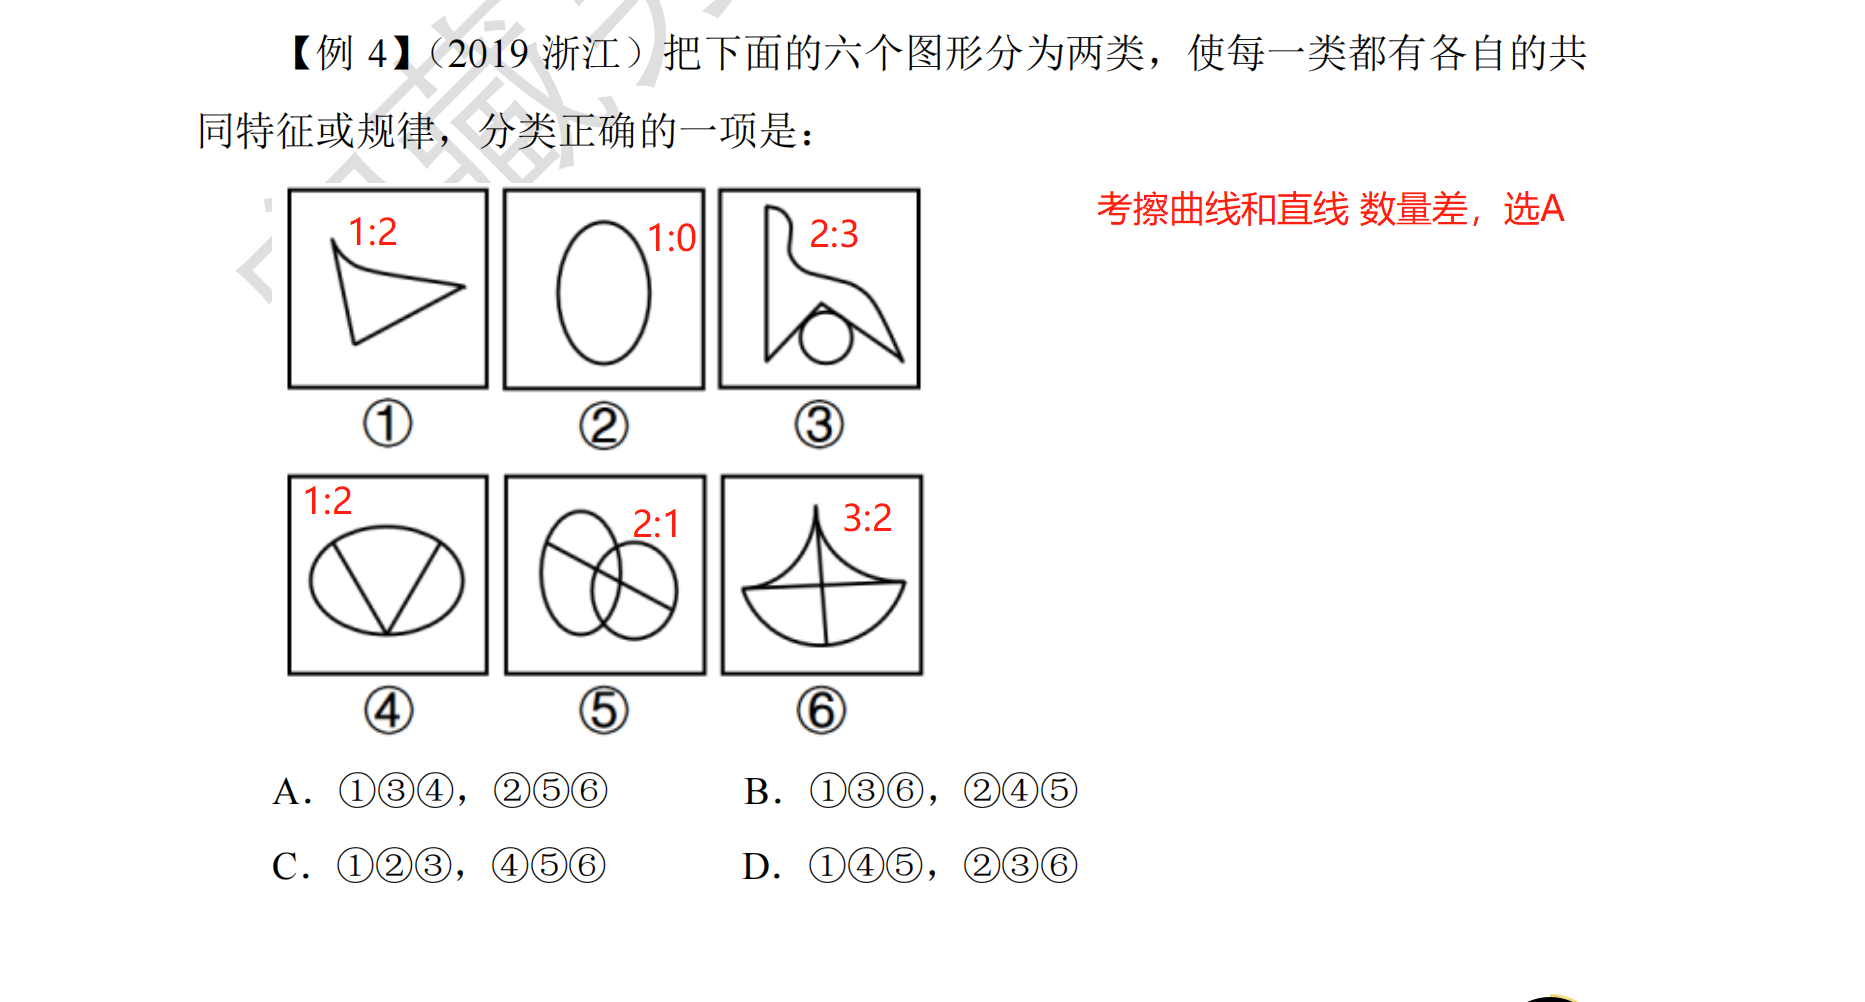 【例 4】（2019 浙江）把下面的六个图形分为两类，使每一类都有各自的共
同特征或规律，分类正确的一项是：
考擦曲线和直线 数量差，选A
1:2 1:0 2:3
① ② ③
1:2 2:1 3:2
④ ⑤ ⑥
A. ①③④，②⑤⑥ B. ①③⑥，②④⑤
C. ①②③，④⑤⑥ D. ①④⑤，②③⑥